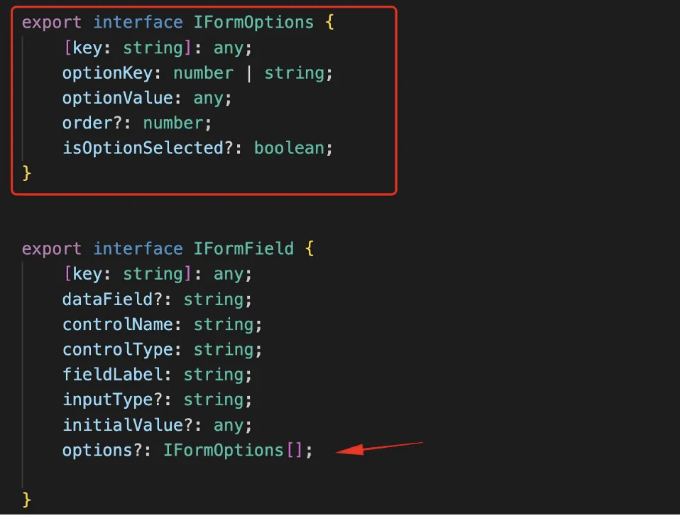 export interface IFormOptions {
[key: string]: any;
optionKey: number | string;
optionValue: any;
order?: number;
isOptionSelected?: boolean;
}
export interface IFormField {
[key: string]: any;
dataField?: string;
controlName: string;
controlType: string;
fieldLabel: string;
inputType?: string;
initialValue?: any;
options?: IFormOptions[];
}